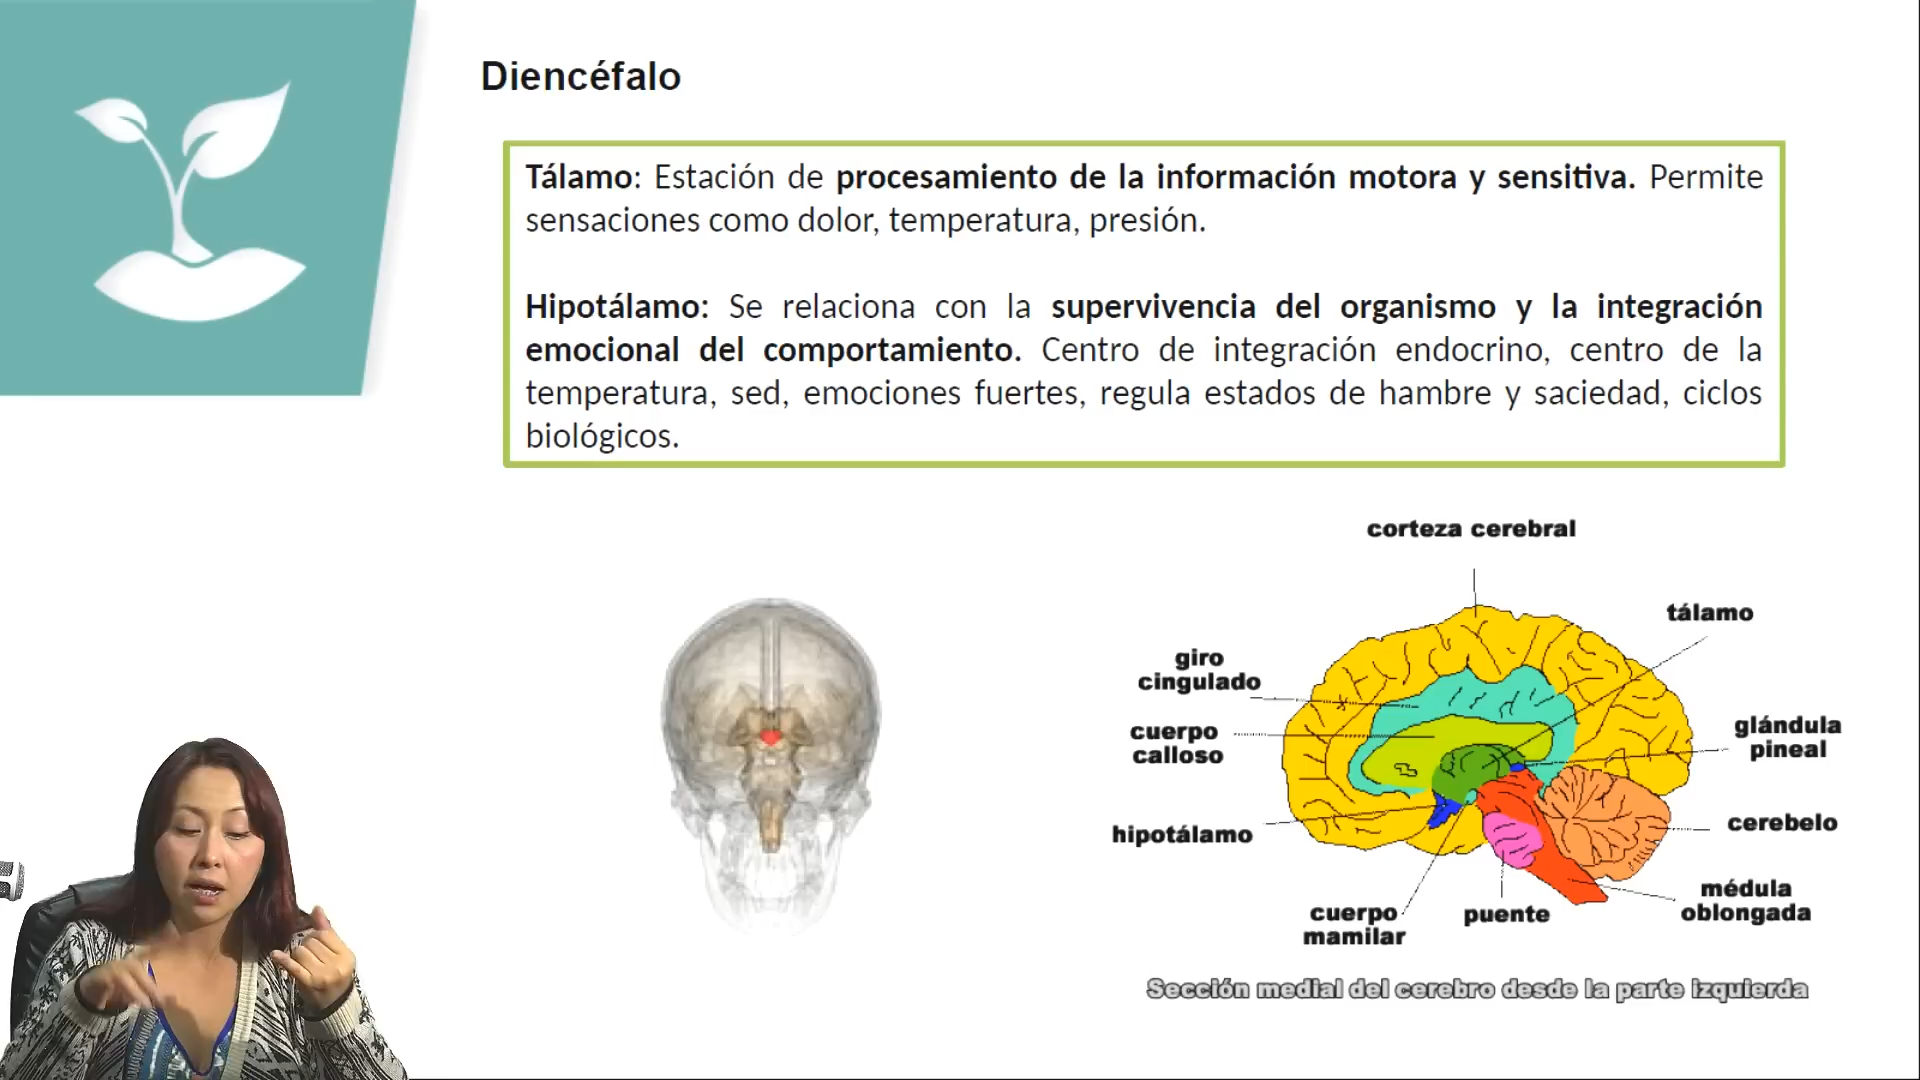 Diencéfalo
Tálamo: Estación de procesamiento de la información motora y sensitiva. Permite
sensaciones como dolor, temperatura, presión.
Hipotálamo: Se relaciona con la supervivencia del organismo y la integración
emocional del comportamiento. Centro de integración endocrino, centro de la
temperatura, sed, emociones fuertes, regula estados de hambre y saciedad, ciclos
biológicos.
corteza cerebral
tálamo
giro
cingulado
cuerpo
calloso
glándula
pineal
hipotálamo
cerebelo
cuerpo
mamilar
puente
médula
oblongada
Sección medial del cerebro desde la parte izquierda